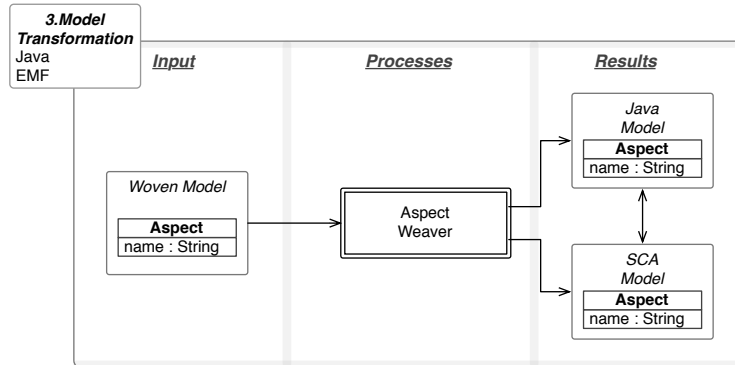 3.Model
Transformation
Java
EMF
Input
Processes
Results
Woven Model
Aspect
name : String
Aspect
Weaver
Java
Model
Aspect
name : String
SCA
Model
Aspect
name : String